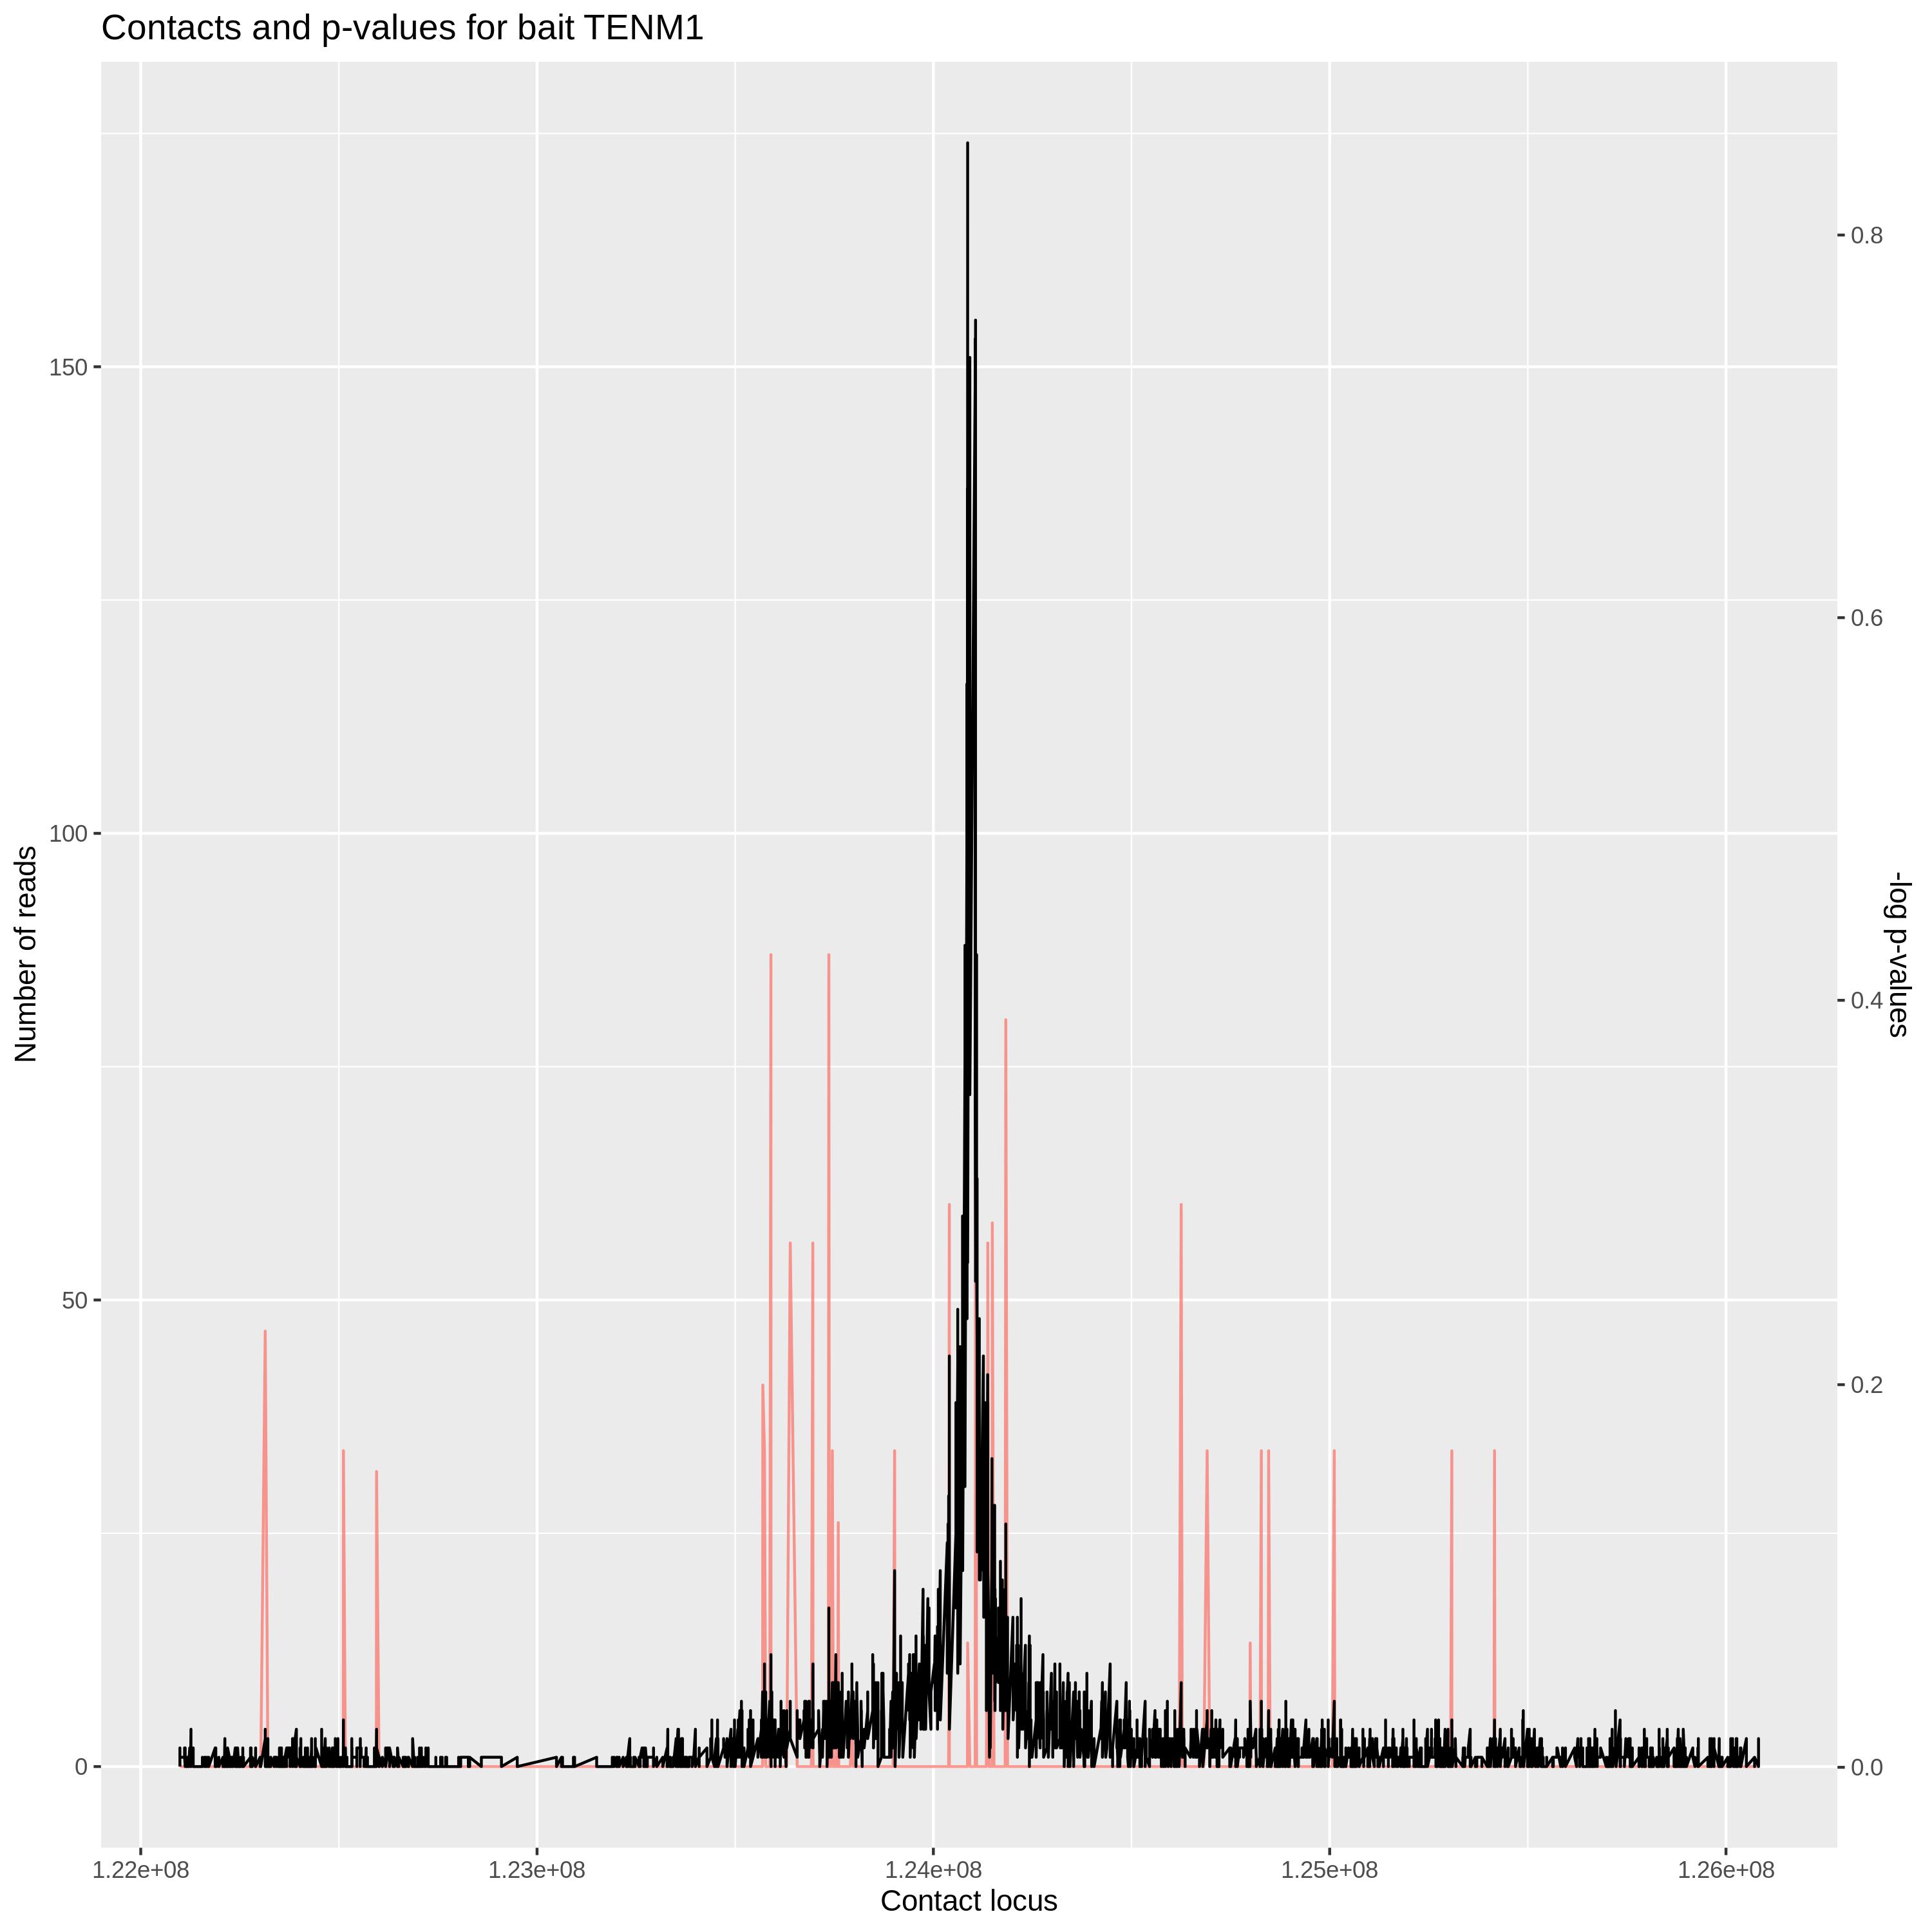 Contacts and p-values for bait TENM1
150
100
50
0
Number of reads
0.8
0.6
0.4
0.2
0.0
-log p-values
1.22e+08
1.23e+08
1.24e+08
1.25e+08
1.26e+08
Contact locus